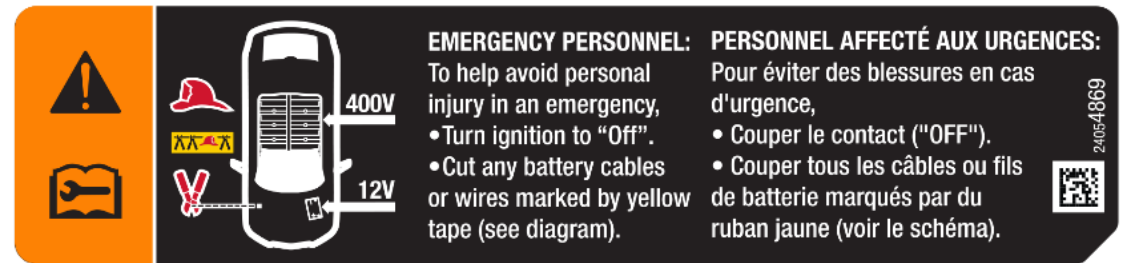 400V
12V
EMERGENCY PERSONNEL:
To help avoid personal
injury in an emergency,
•Turn ignition to “Off”.
•Cut any battery cables
or wires marked by yellow
tape (see diagram).
PERSONNEL AFFECTÉ AUX URGENCES:
Pour éviter des blessures en cas
d'urgence,
• Couper le contact ("OFF").
• Couper tous les câbles ou fils
de batterie marqués par du
ruban jaune (voir le schéma).
24054869